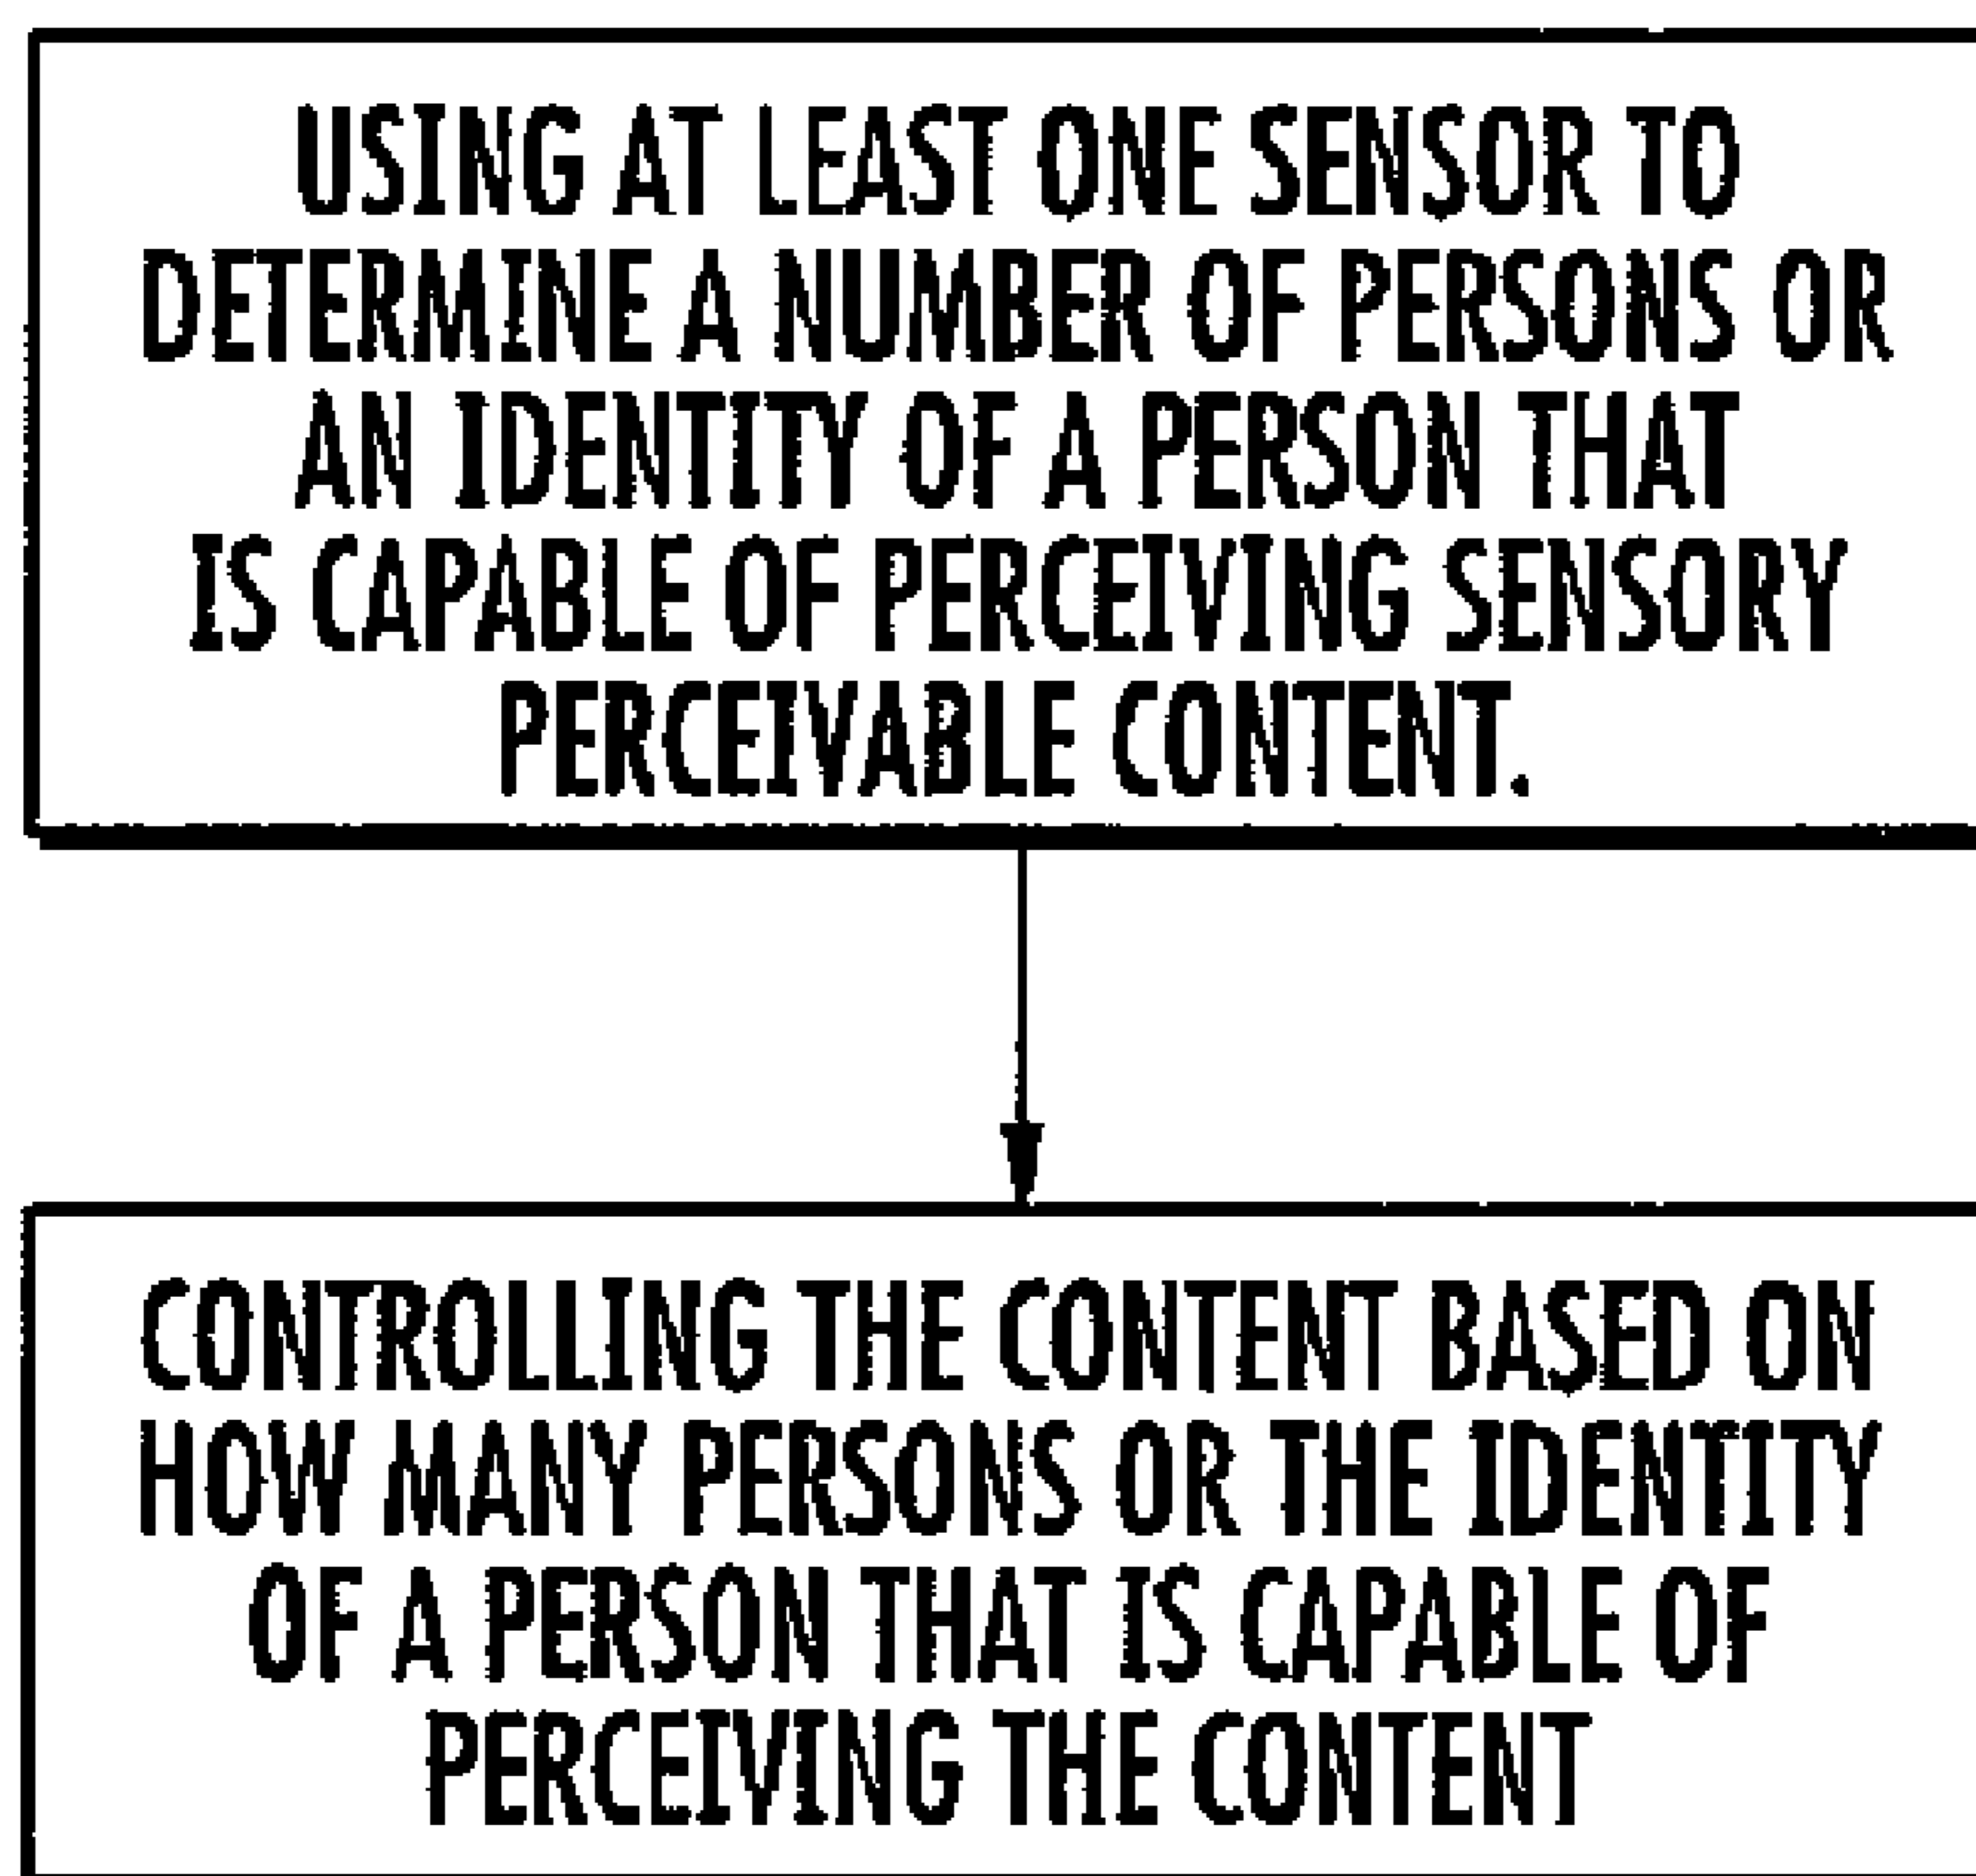 USING AT LEAST ONE SENSOR TO
DETERMINE A NUMBER OF PERSONS OR
AN IDENTITY OF A PERSON THAT
IS CAPABLE OF PERCEIVING SENSORY
PERCEIVABLE CONTENT.
CONTROLLING THE CONTENT BASED ON
HOW MANY PERSONS OR THE IDENTITY
OF A PERSON THAT IS CAPABLE OF
PERCEIVING THE CONTENT